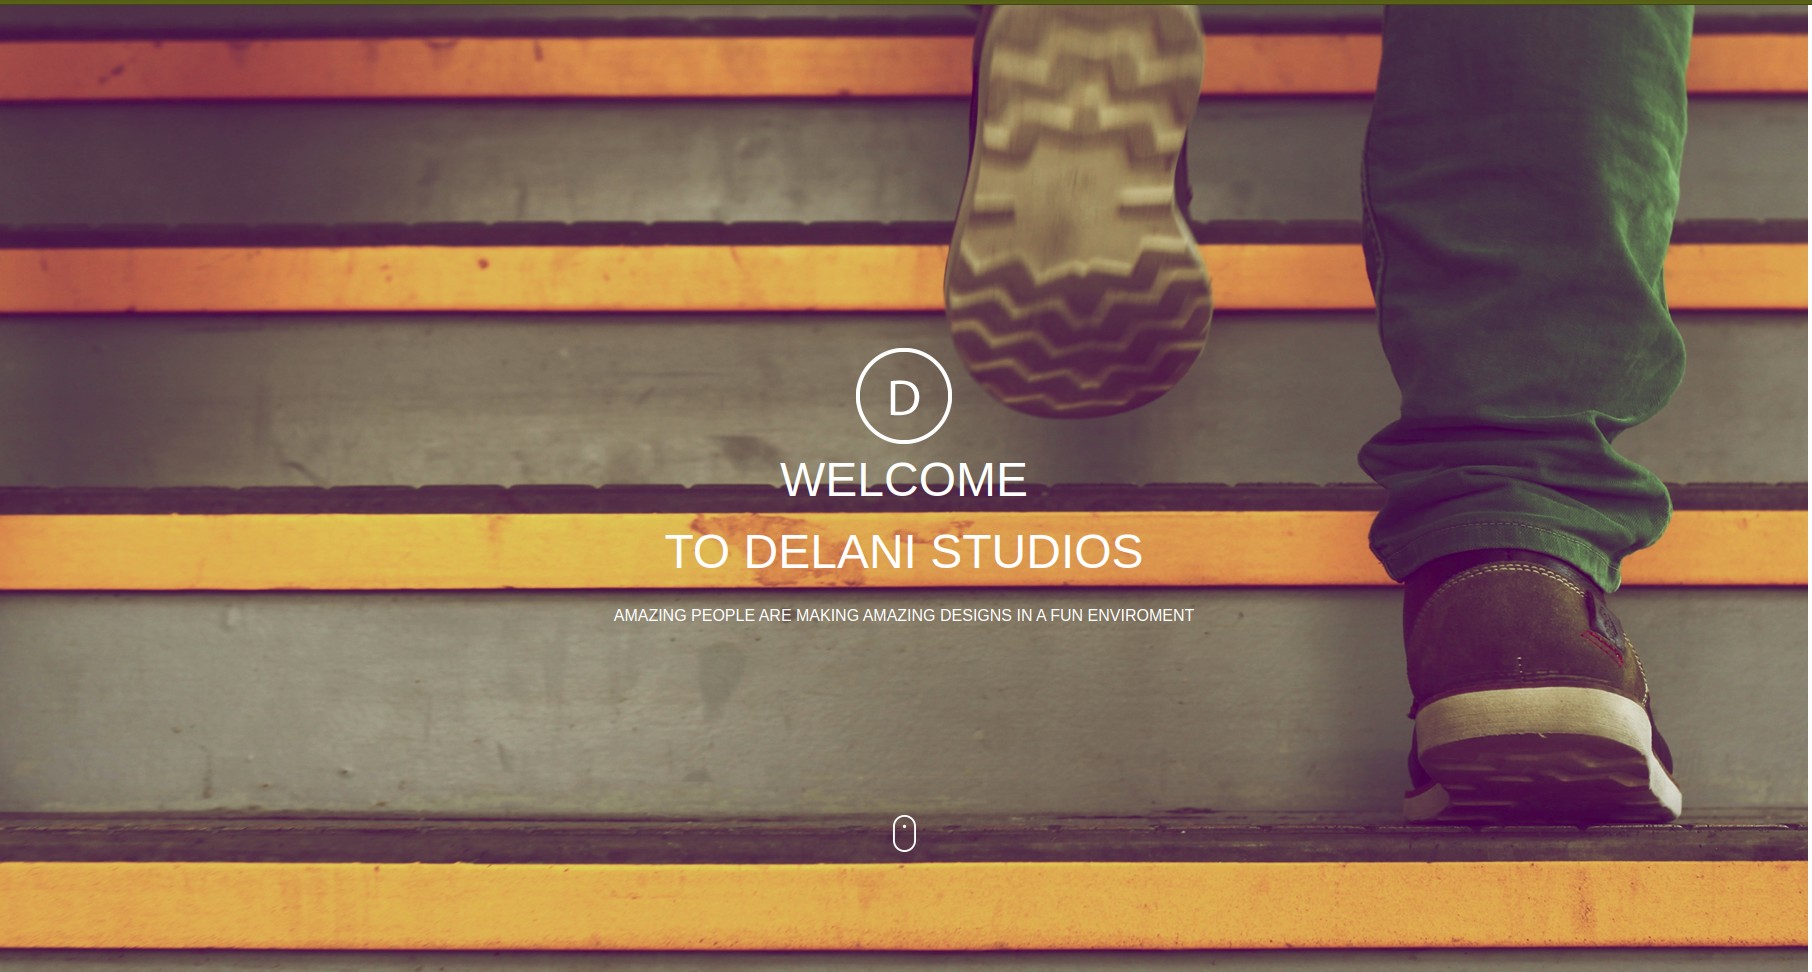 D
WELCOME
TO DELANI STUDIOS
AMAZING PEOPLE ARE MAKING AMAZING DESIGNS IN A FUN ENVIROMENT